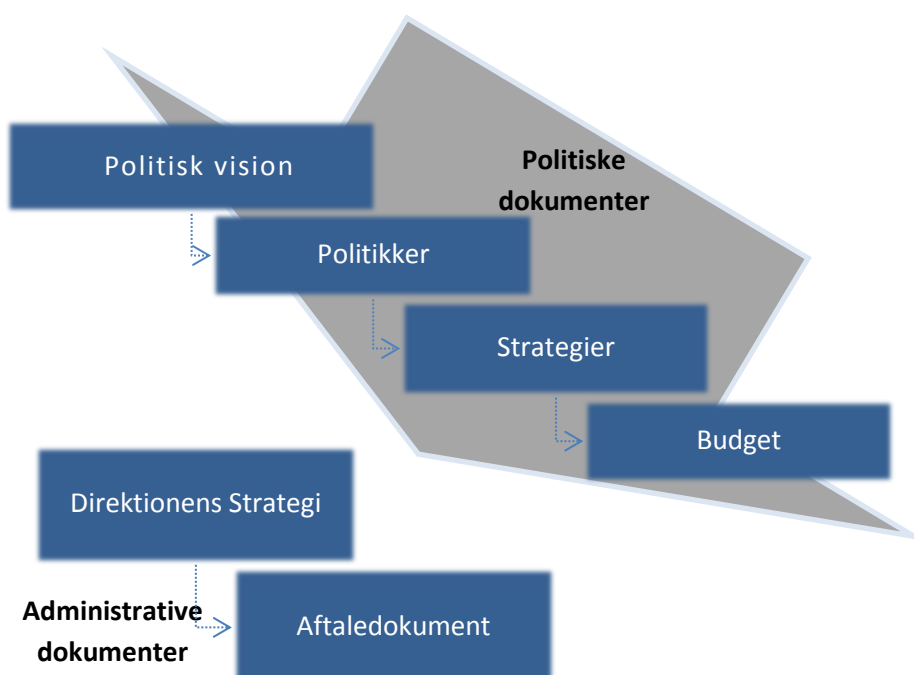 Politisk vision
Politiske
dokumenter
Politikker
Strategier
Budget
Direktionens Strategi
Administrative
dokumenter
Aftaledokument